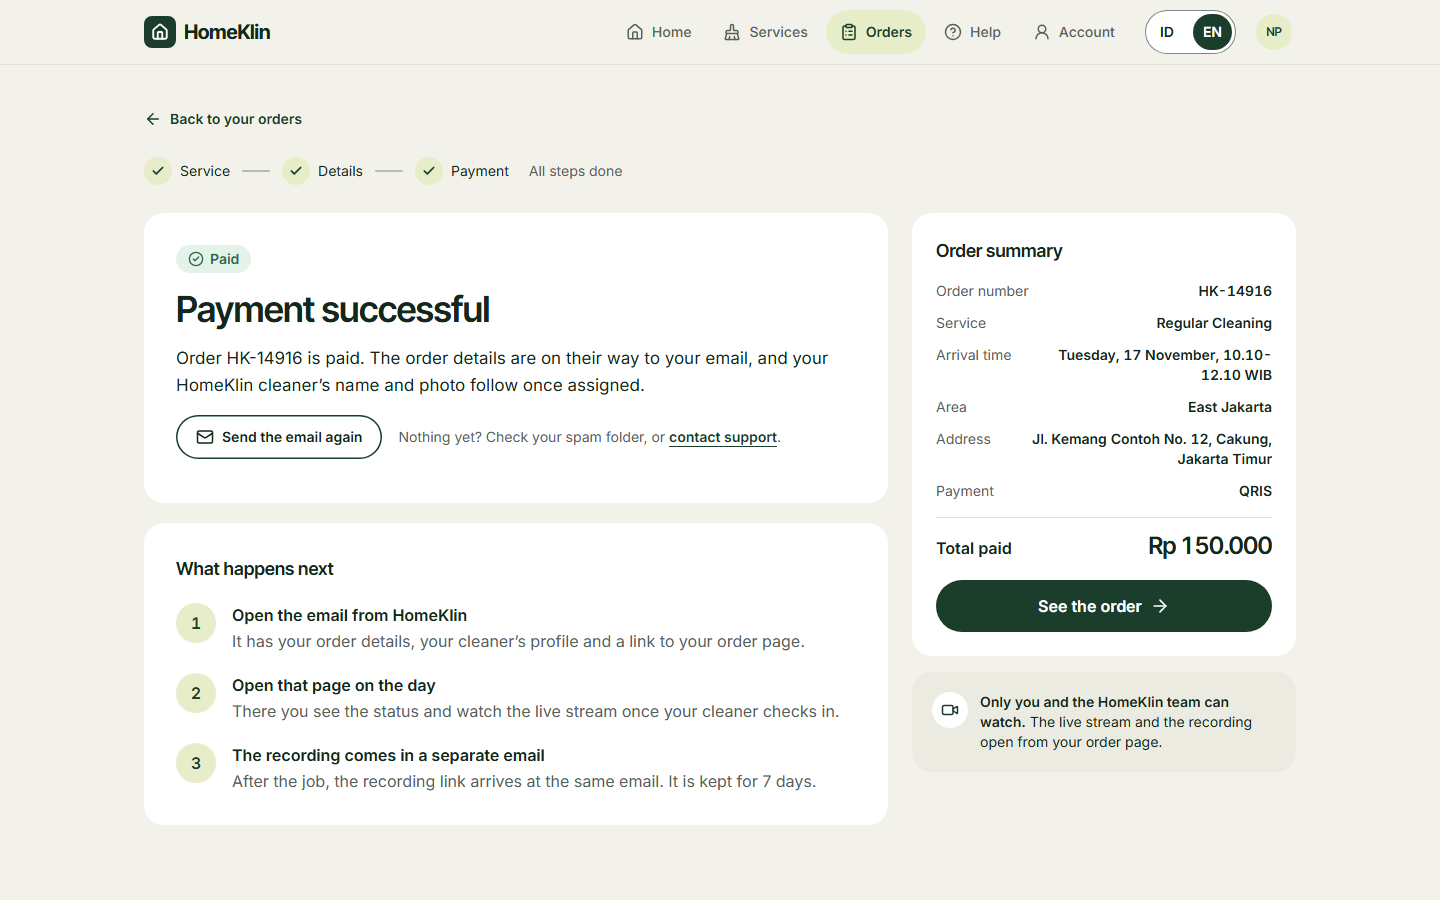 HomeKlin
Home
Services
Orders
Help
Account
ID
EN
NP
Back to your orders
Service
Details
Payment
All steps done
Paid
Payment successful
Order HK-14916 is paid. The order details are on their way to your email, and your
HomeKlin cleaner’s name and photo follow once assigned.
Send the email again
Nothing yet? Check your spam folder, or contact support.
What happens next
1
Open the email from HomeKlin
It has your order details, your cleaner’s profile and a link to your order page.
2
Open that page on the day
There you see the status and watch the live stream once your cleaner checks in.
3
The recording comes in a separate email
After the job, the recording link arrives at the same email. It is kept for 7 days.
Order summary
Order number
HK-14916
Service
Regular Cleaning
Arrival time
Tuesday, 17 November, 10.10-
12.10 WIB
Area
East Jakarta
Address
Jl. Kemang Contoh No. 12, Cakung,
Jakarta Timur
Payment
QRIS
Total paid
Rp 150.000
See the order
Only you and the HomeKlin team can
watch. The live stream and the recording
open from your order page.